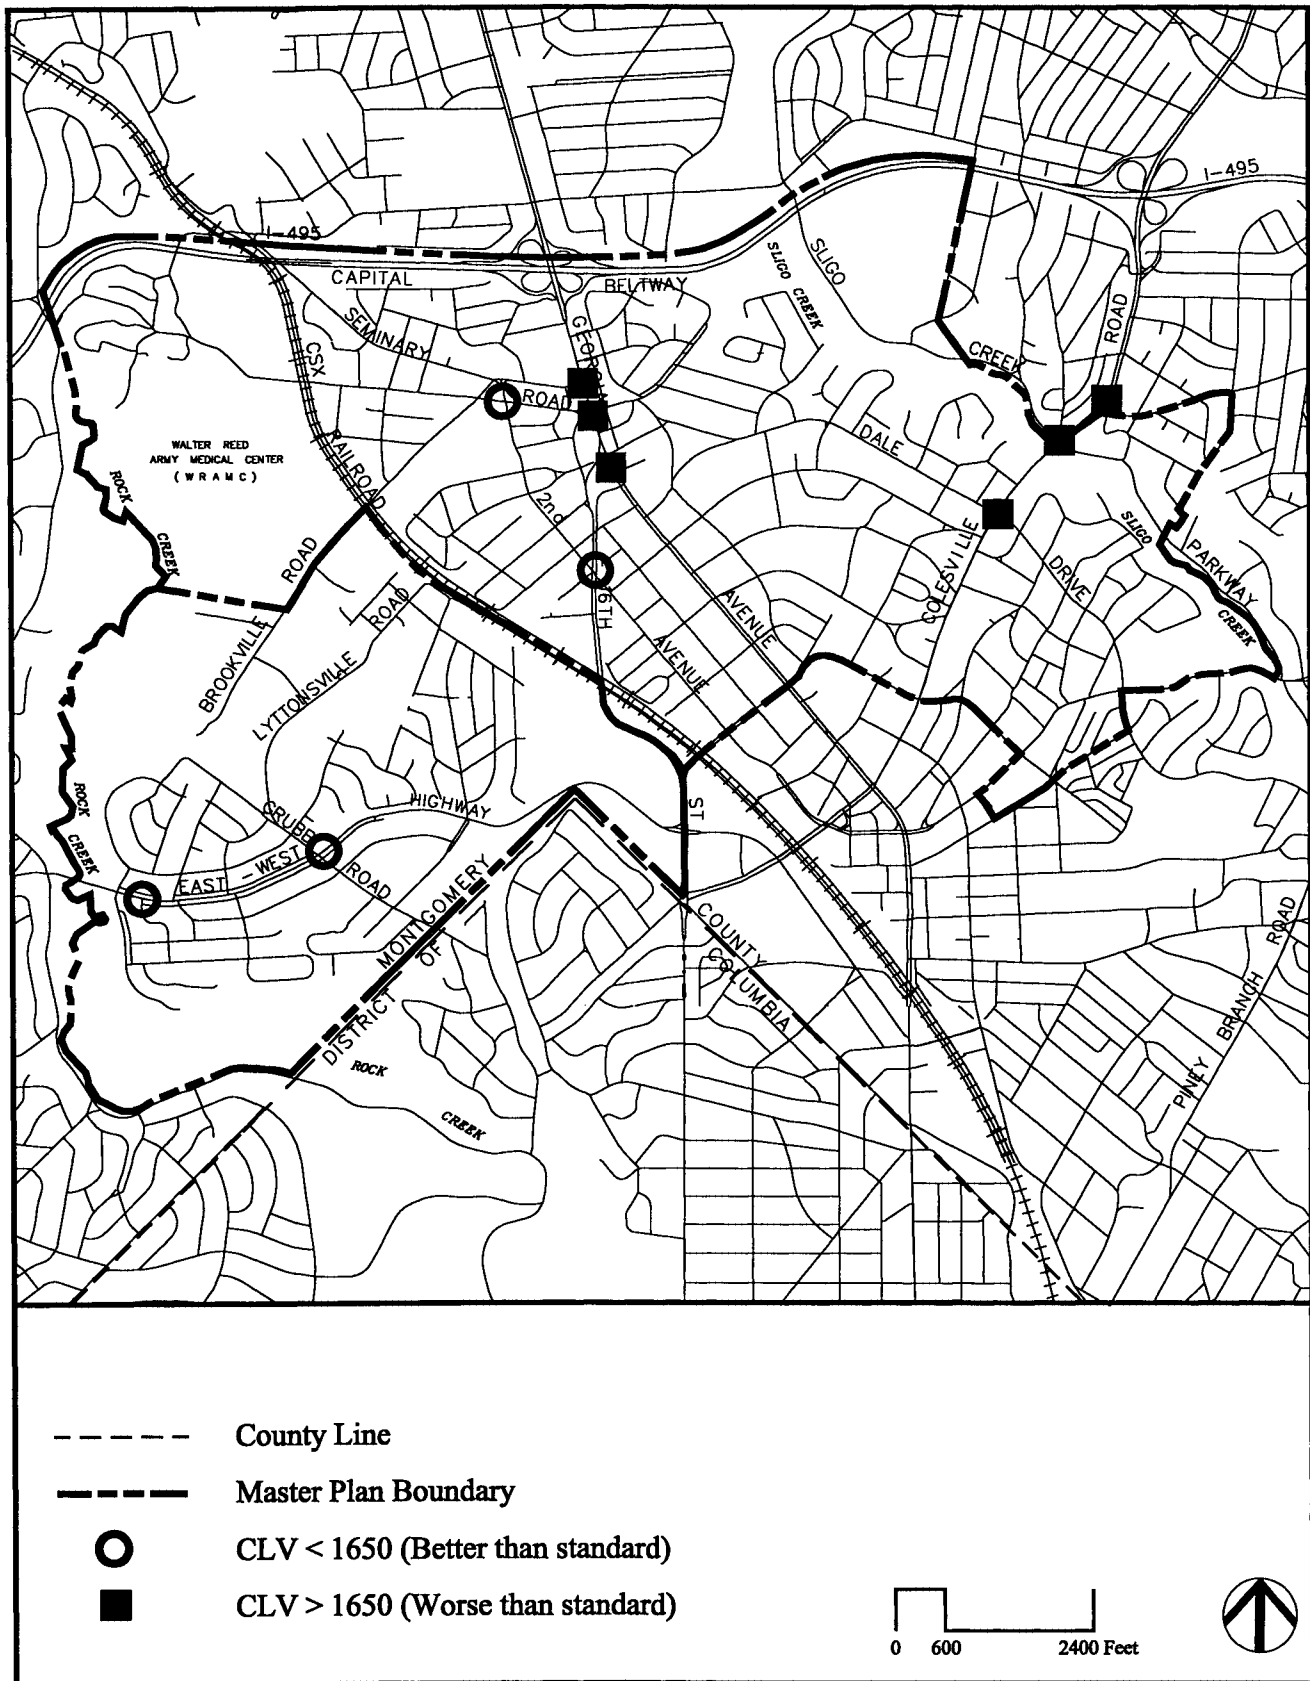 I-495
I-495
CAPITAL
BELTWAY
SLIGO
SLIGO CREEK
SEMINARY
ROAD
GEORGIA
CREEK
ROAD
CSX
RAILROAD
WALTER REED
ARMY MEDICAL CENTER
(WRAMC)
ROCK
CREEK
DALE
DRIVE
2nd
COLESVILLE
SLIGO
PARKWAY
CREEK
ROAD
BROOKVILLE
ROAD
LYTTONSVILLE
16TH
AVENUE
AVENUE
ROCK
CREEK
GRUBB
ROAD
HIGHWAY
EAST - WEST
ST
MONTGOMERY
COUNTY
DISTRICT
OF
COLUMBIA
ROCK
CREEK
PINEY
BRANCH
ROAD
County Line
Master Plan Boundary
CLV < 1650 (Better than standard)
CLV > 1650 (Worse than standard)
0 600 2400 Feet